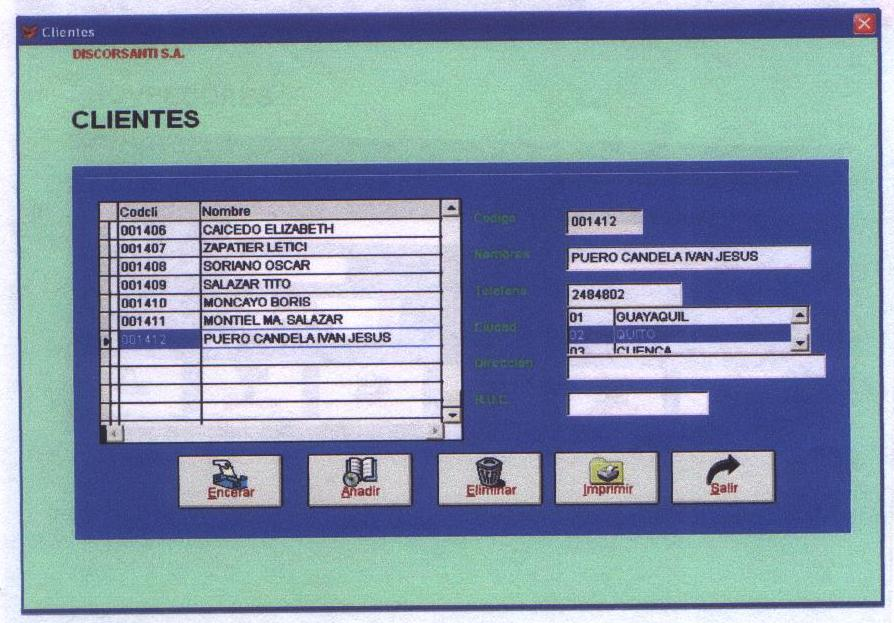 Clientes
DISCORSANTI S.A.
CLIENTES
Codcli Nombre
001406 CAICEDO ELIZABETH
001407 ZAPATIER LETICI
001408 SORIANO OSCAR
001409 SALAZAR TITO
001410 MONCAYO BORIS
001411 MONTIEL MA. SALAZAR
001412 PUERO CANDELA IVAN JESUS
Codigo 001412
Nombres PUERO CANDELA IVAN JESUS
Telefono 2484802
Ciudad
01 GUAYAQUIL
02 QUITO
03 CUENCA
Dirección
R.U.C.
Encerar Añadir Eliminar Imprimir Salir